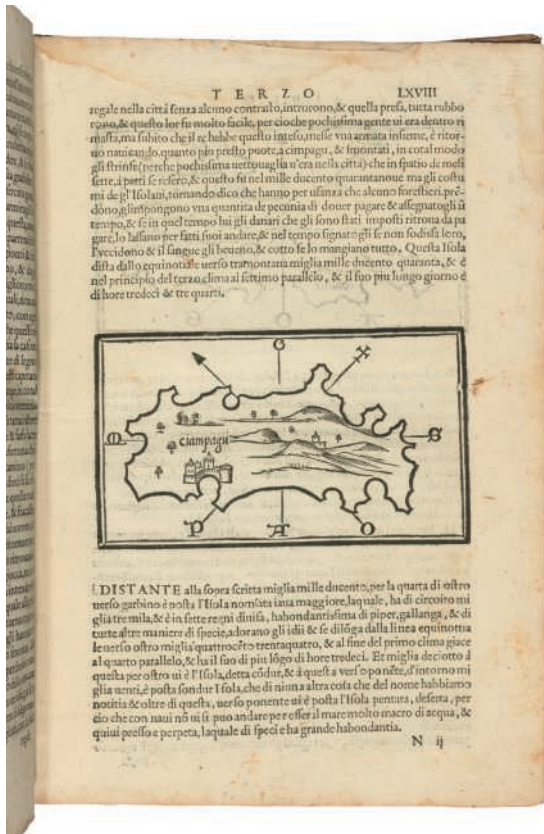 TERZO LXVIII
regale nella città senza alcuno contrasto, introrono, & quella presa, tutta rubbo
rono, & questo lor fu molto facile, per cioche pochissima gente ui era dentro ri
masta, ma subito che il re hebbe questo inteso, messe vna armata insieme, è ritor
no nauicando, quanto piu presto puote, a cimpagu, & smontati, in cotal modo
gli strinse (perche pochissima uettouaglia u'era nella citta) che in spatio de mesi
sette, a patti se resero, & questo fu nel mille ducento quarantanoue ma gli costu
mi de gl'Isolani, tornando dico che hanno per usanza che alcuno forestieri, prē-
dono, gli impongono vna quantita de pecunia di douer pagare & assegnatogli il
tempo, & se in quel tempo lui gli danari che gli sono stati imposti ritroua da pa
gare, lo lassano per fatti suoi andare, & nel tempo signatogli se non sodisfa loro,
l'vccidono & il sangue gli beueno, & cotto se lo mangiano tutto, Questa Isola
dista dallo equinotiale uerso tramontana miglia mille ducento quaranta, & è
nel principio del terzo clima al settimo parallelo, & il suo piu longo giorno è
di hore tredeci & tre quarti.
G
M
ciampagu
S
P
A
O
DISTANTE alla sopra scritta miglia mille ducento, per la quarta di ostro
uerso garbino è posta l'Isola nomata iaua maggiore, laquale, ha di circoito mi
glia tre mila, & è in sette regni diuisa, habondantissima di piper, gallanga, & di
tutte altre maniere di specie, adorano gli idii & se dilōga dalla linea equinottia
le uerso ostro miglia quattrocēto trentaquatro, & al fine del primo clima giace
al quarto parallelo, & ha il suo di piu lōgo di hore tredeci. Et miglia deciotto à
questa per ostro ui è l'Isola, detta cōdur, & à questa verso po nēte, d'intorno mi
glia uenti, è posta sondur Isola, che di niuna altra cosa che del nome habbiamo
notitia & oltre di questa, uerso ponente ui è posta l'Isola pentara, deserta, per
cio che con naui nō ui si puo andare per esser il mare molto macro di acqua, &
quiui presso e perpeta, laquale di speci e ha grande habondantia.
N ij